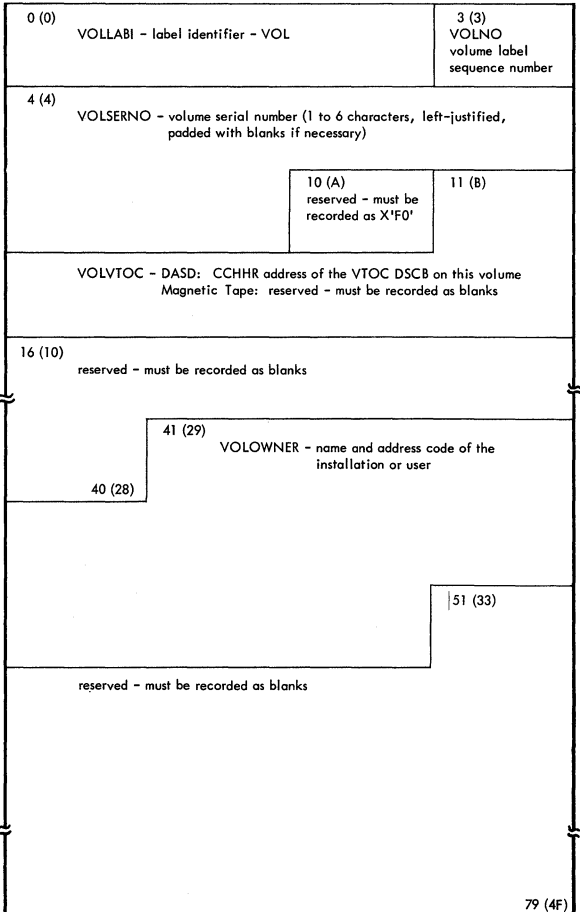 0 (0)
VOLLABI - label identifier - VOL
3 (3)
VOLNO
volume label
sequence number
4 (4)
VOLSERNO - volume serial number (1 to 6 characters, left-justified,
padded with blanks if necessary)
10 (A)
reserved - must be
recorded as X'F0'
11 (B)
VOLVTOC - DASD: CCHHR address of the VTOC DSCB on this volume
Magnetic Tape: reserved - must be recorded as blanks
16 (10)
reserved - must be recorded as blanks
41 (29)
VOLOWNER - name and address code of the
installation or user
40 (28)
51 (33)
reserved - must be recorded as blanks
79 (4F)